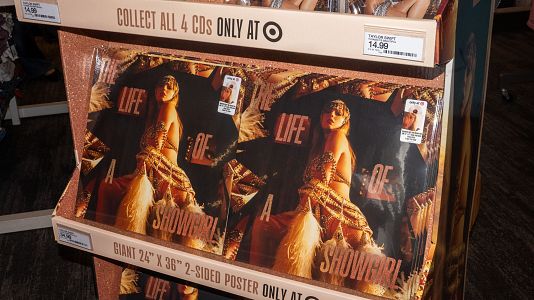 COLLECT ALL 4 CDs ONLY AT
14.99
TAYLOR SWIFT
14.99
THE
LIFE
OF
A
SHOWGIRL
THE
LIFE
OF
A
SHOWGIRL
GIANT 24" X 36" 2-SIDED POSTER ONLY AT
THE
LIFE